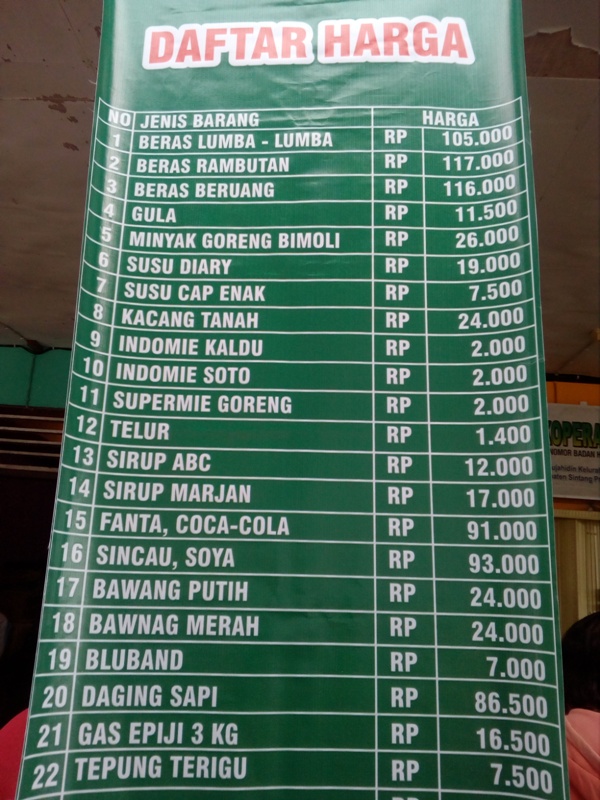 DAFTAR HARGA
NO JENIS BARANG HARGA
1 BERAS LUMBA - LUMBA RP 105.000
2 BERAS RAMBUTAN RP 117.000
3 BERAS BERUANG RP 116.000
4 GULA RP 11.500
5 MINYAK GORENG BIMOLI RP 26.000
6 SUSU DIARY RP 19.000
7 SUSU CAP ENAK RP 7.500
8 KACANG TANAH RP 24.000
9 INDOMIE KALDU RP 2.000
10 INDOMIE SOTO RP 2.000
11 SUPERMIE GORENG RP 2.000
12 TELUR RP 1.400
13 SIRUP ABC RP 12.000
14 SIRUP MARJAN RP 17.000
15 FANTA, COCA-COLA RP 91.000
16 SINCAU, SOYA RP 93.000
17 BAWANG PUTIH RP 24.000
18 BAWNAG MERAH RP 24.000
19 BLUBAND RP 7.000
20 DAGING SAPI RP 86.500
21 GAS EPIJI 3 KG RP 16.500
22 TEPUNG TERIGU RP 7.500
NOMOR BADAN
Sintang